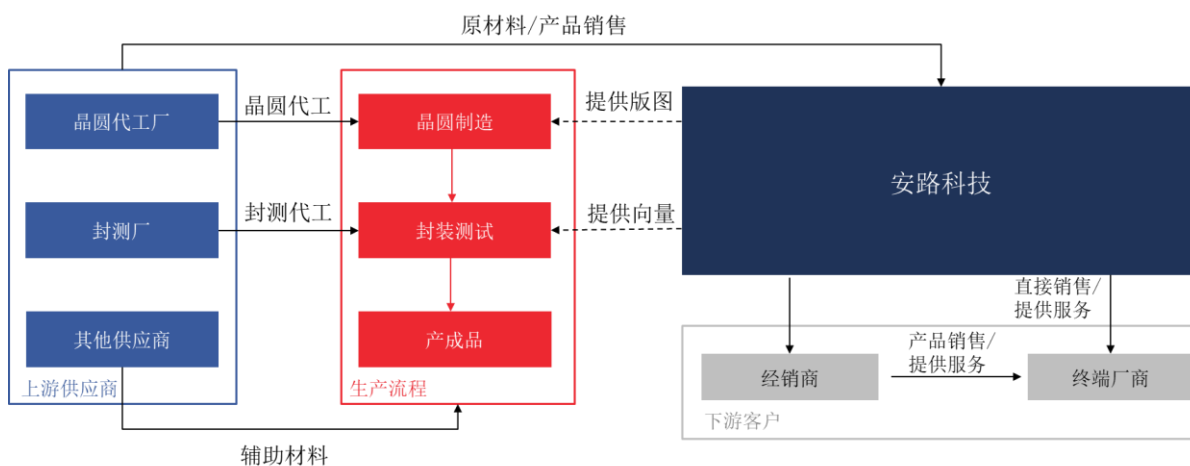 原材料/产品销售
晶圆代工厂
晶圆代工
晶圆制造
提供版图
安路科技
封测厂
封测代工
封装测试
提供向量
其他供应商
产成品
上游供应商
生产流程
辅助材料
直接销售/
提供服务
经销商
产品销售/
提供服务
终端厂商
下游客户